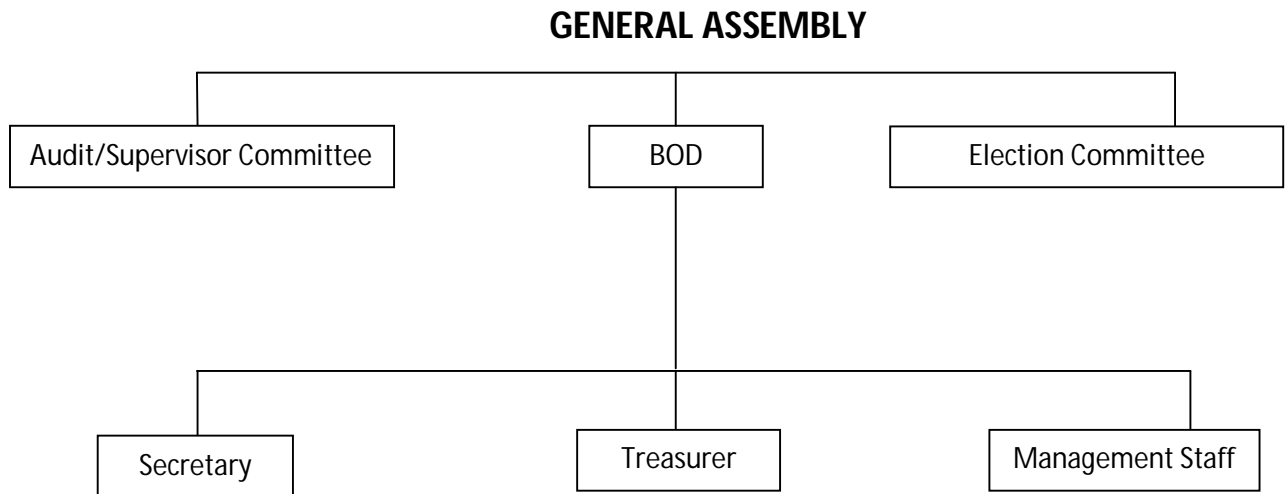 GENERAL ASSEMBLY
Audit/Supervisor Committee
BOD
Election Committee
Secretary
Treasurer
Management Staff